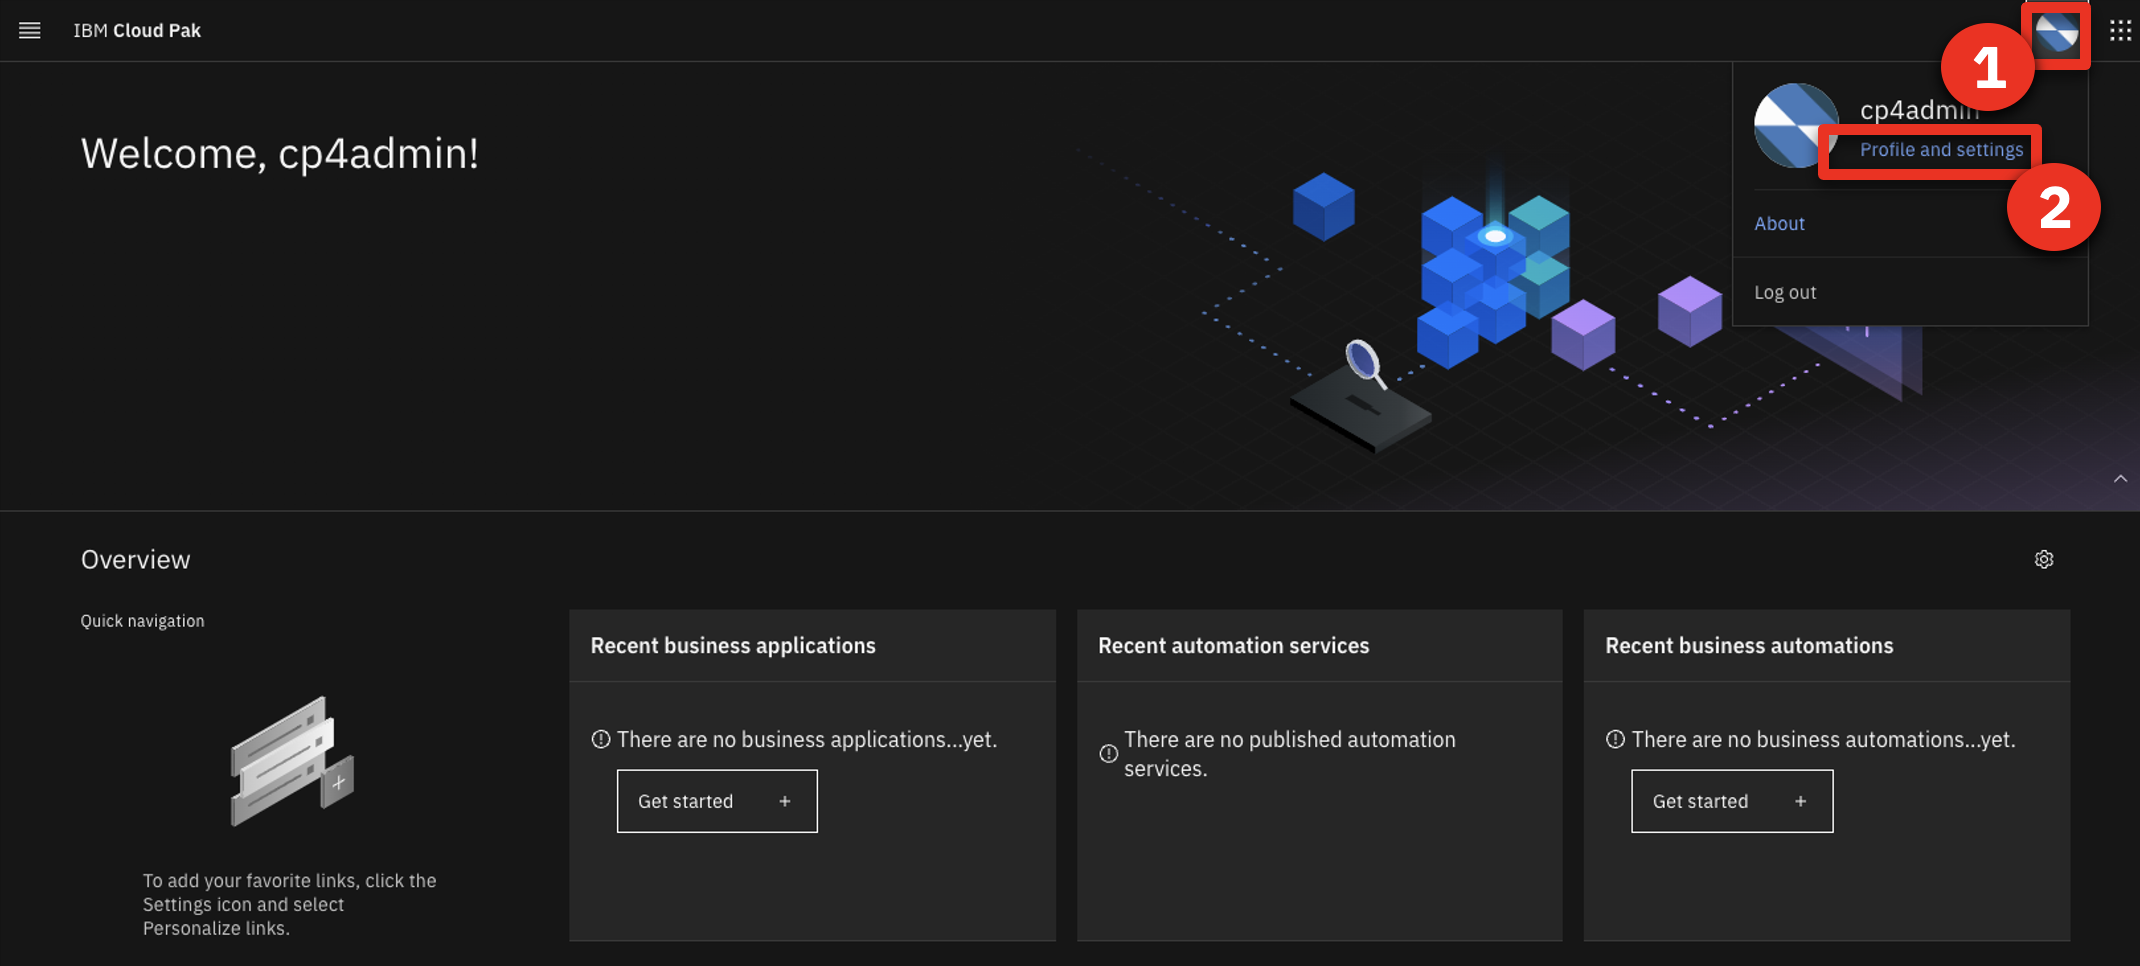 IBM Cloud Pak
1
cp4admin
Profile and settings
2
About
Log out
Welcome, cp4admin!
Overview
Quick navigation
To add your favorite links, click the
Settings icon and select
Personalize links.
Recent business applications
There are no business applications...yet.
Get started +
Recent automation services
There are no published automation
services.
Recent business automations
There are no business automations...yet.
Get started +